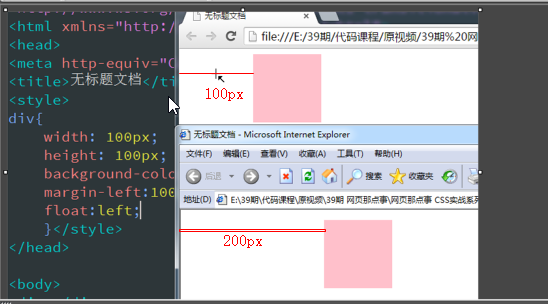 <html xmlns="http:/
<head>
<meta http-equiv="C
<title>无标题文档</ti
<style>
div{
width: 100px;
height: 100px;
background-colo
margin-left:100
float:left;
}</style>
</head>
<body>
无标题文档
file:///E:/39期/代码课程/原视频/39期%20网
100px
无标题文档 - Microsoft Internet Explorer
文件(F) 编辑(E) 查看(V) 收藏(A) 工具(T) 帮助(H)
后退 搜索 收藏夹
地址(D) E:\39期\代码课程\原视频\39期 网页那点事\网页那点事 CSS实战系列
200px